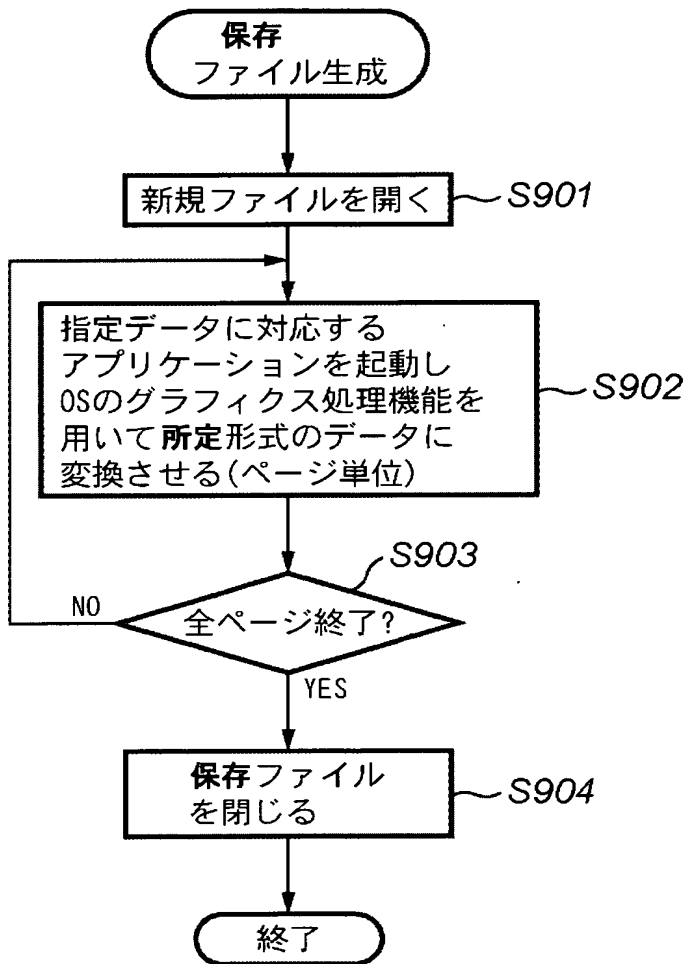 保存
ファイル生成
新規ファイルを開く
S901
指定データに対応する
アプリケーションを起動し
OSのグラフィクス処理機能を
用いて所定形式のデータに
変換させる(ページ単位)
S902
S903
NO
全ページ終了?
YES
保存ファイル
を閉じる
S904
終了